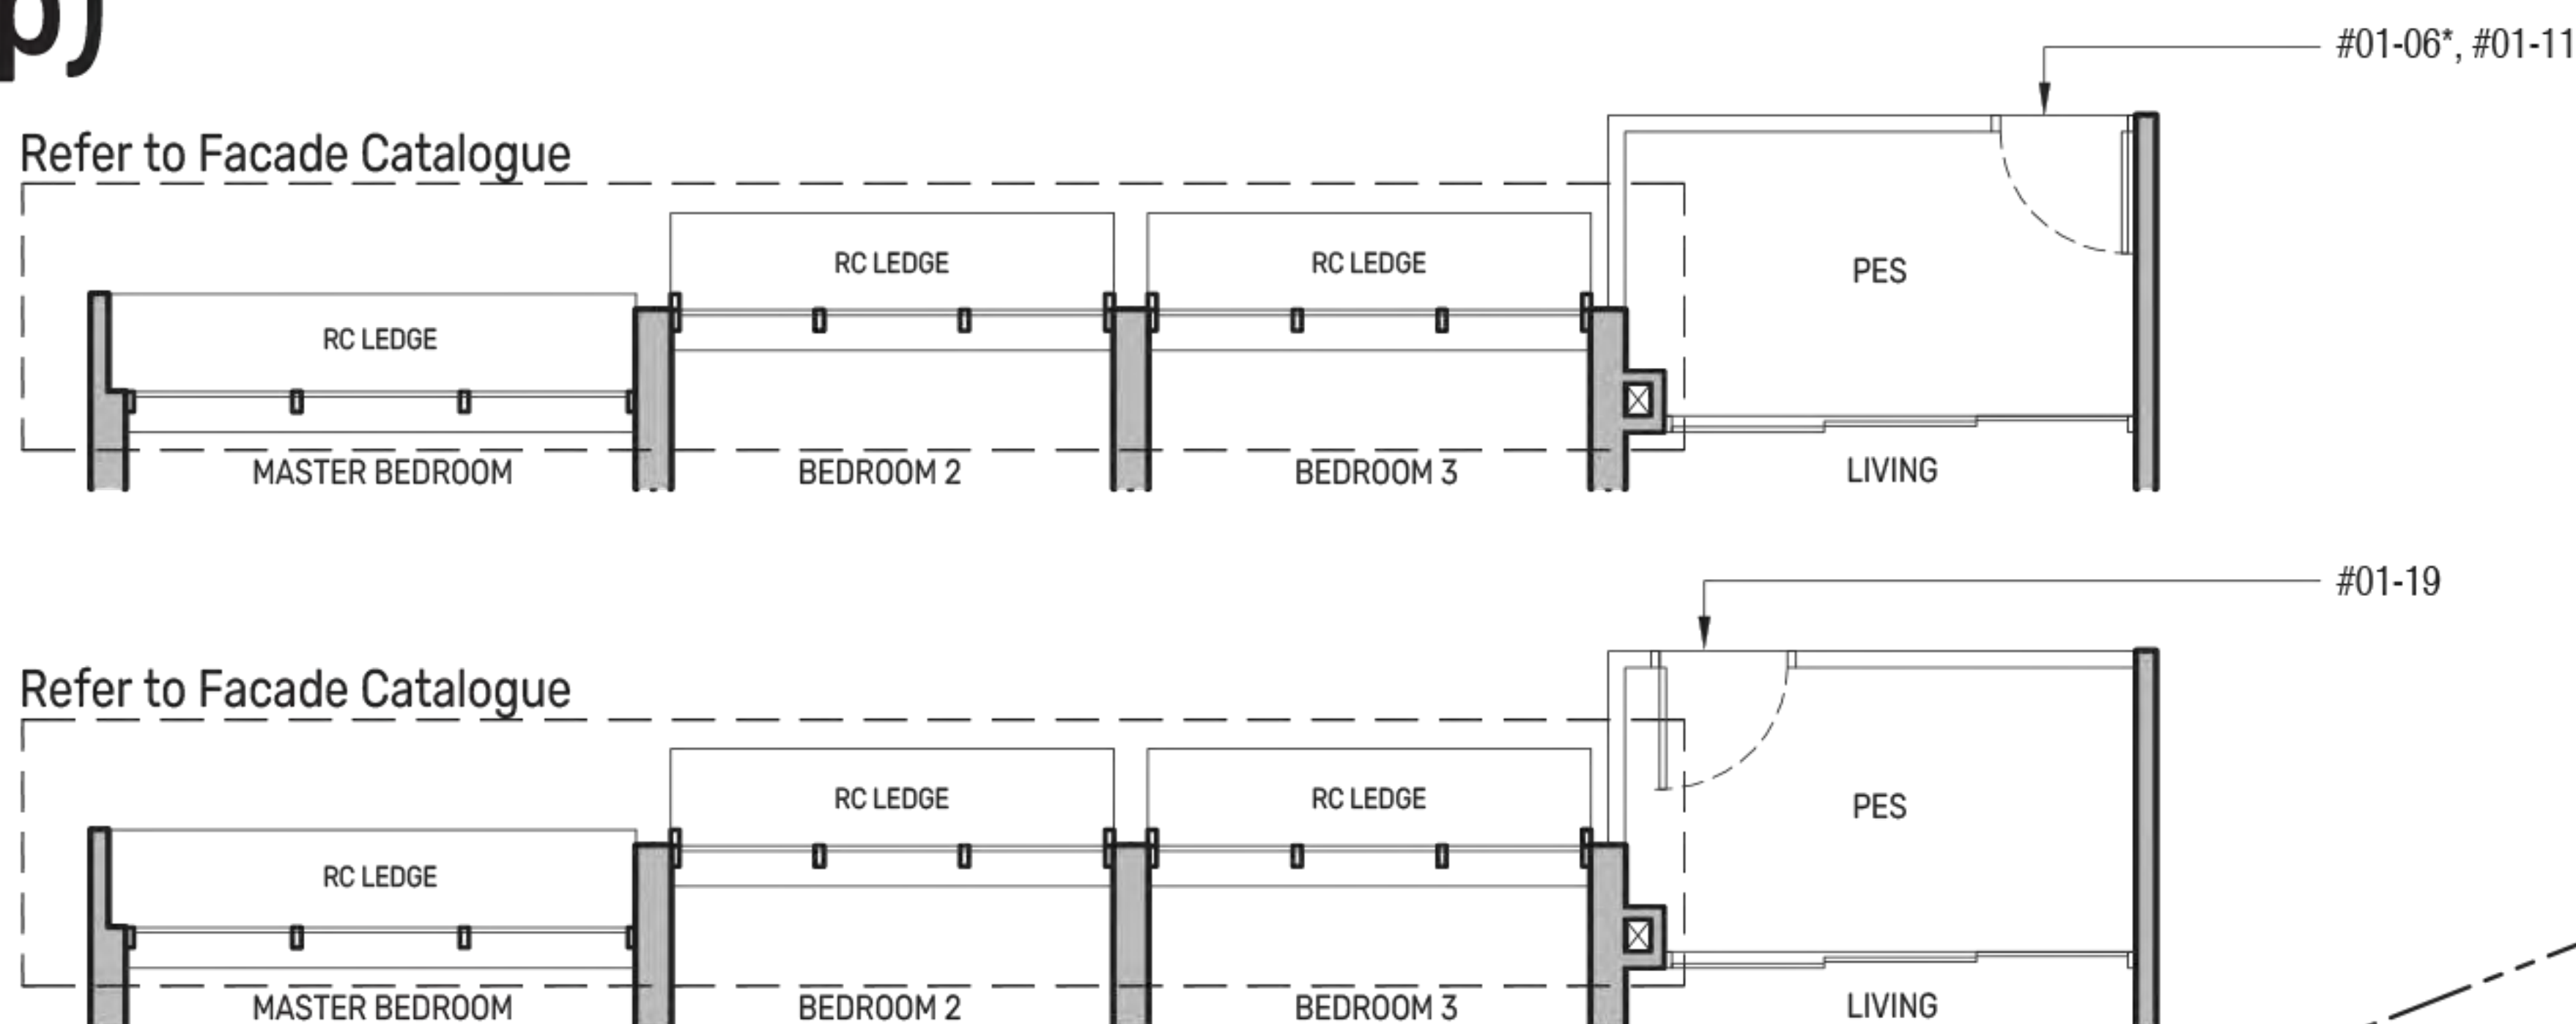 p)
#01-06*, #01-11
Refer to Facade Catalogue
RC LEDGE
RC LEDGE
PES
RC LEDGE
MASTER BEDROOM
BEDROOM 2
BEDROOM 3
LIVING
#01-19
Refer to Facade Catalogue
RC LEDGE
RC LEDGE
PES
RC LEDGE
MASTER BEDROOM
BEDROOM 2
BEDROOM 3
LIVING